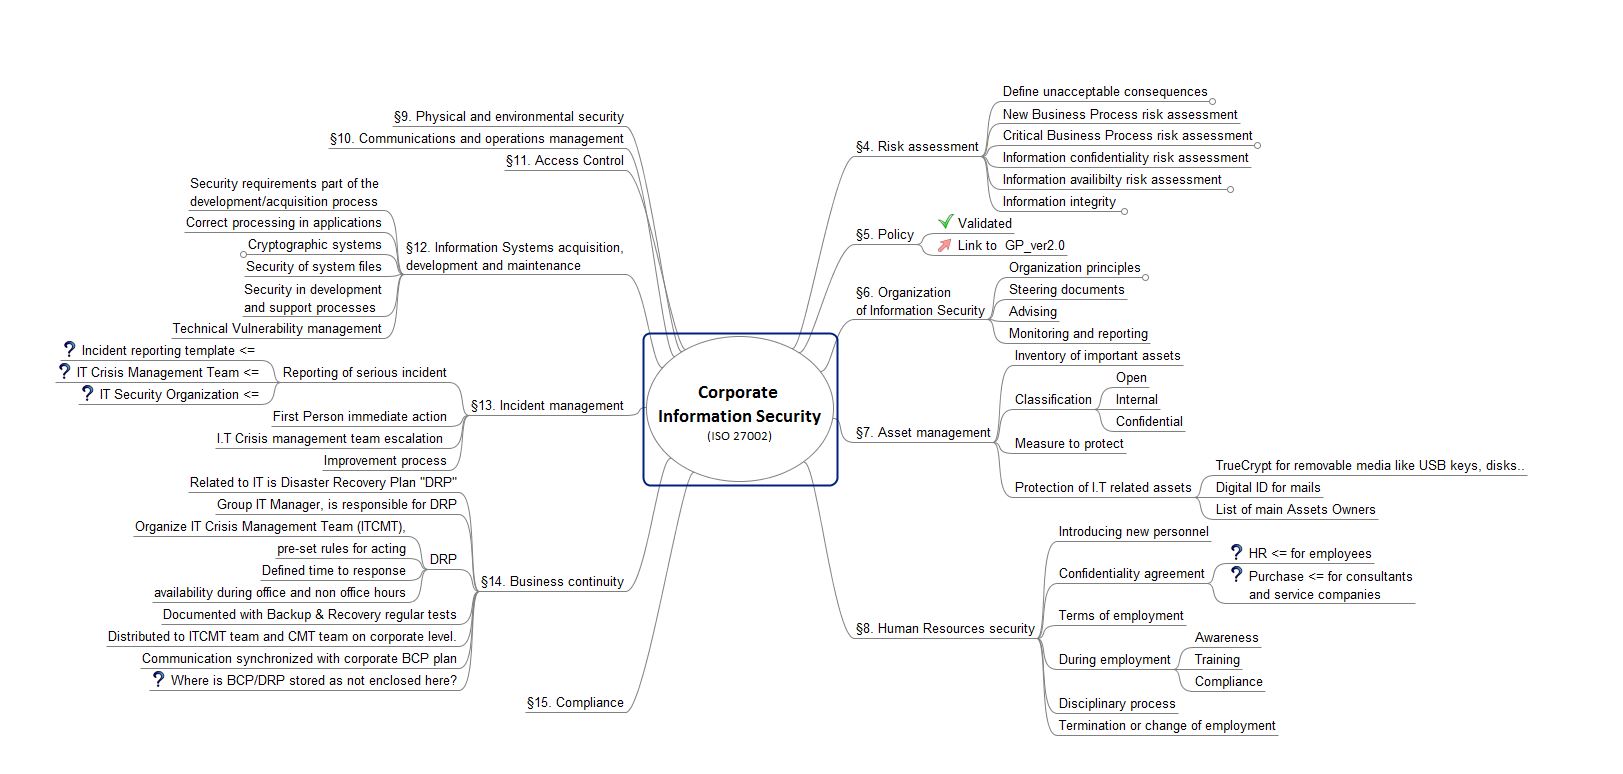 Corporate
Information Security
(ISO 27002)
§4. Risk assessment
Define unacceptable consequences
New Business Process risk assessment
Critical Business Process risk assessment
Information confidentiality risk assessment
Information availibilty risk assessment
Information integrity
§5. Policy
Validated
Link to GP_ver2.0
§6. Organization
of Information Security
Organization principles
Steering documents
Advising
Monitoring and reporting
§7. Asset management
Inventory of important assets
Classification
Open
Internal
Confidential
Measure to protect
Protection of I.T related assets
TrueCrypt for removable media like USB keys, disks..
Digital ID for mails
List of main Assets Owners
§8. Human Resources security
Introducing new personnel
Confidentiality agreement
? HR <= for employees
? Purchase <= for consultants
and service companies
Terms of employment
During employment
Awareness
Training
Compliance
Disciplinary process
Termination or change of employment
§9. Physical and environmental security
§10. Communications and operations management
§11. Access Control
§12. Information Systems acquisition,
development and maintenance
Security requirements part of the
development/acquisition process
Correct processing in applications
Cryptographic systems
Security of system files
Security in development
and support processes
Technical Vulnerability management
§13. Incident management
Reporting of serious incident
? Incident reporting template <=
? IT Crisis Management Team <=
? IT Security Organization <=
First Person immediate action
I.T Crisis management team escalation
Improvement process
§14. Business continuity
Related to IT is Disaster Recovery Plan "DRP"
Group IT Manager, is responsible for DRP
DRP
Organize IT Crisis Management Team (ITCMT),
pre-set rules for acting
Defined time to response
availability during office and non office hours
Documented with Backup & Recovery regular tests
Distributed to ITCMT team and CMT team on corporate level.
Communication synchronized with corporate BCP plan
? Where is BCP/DRP stored as not enclosed here?
§15. Compliance